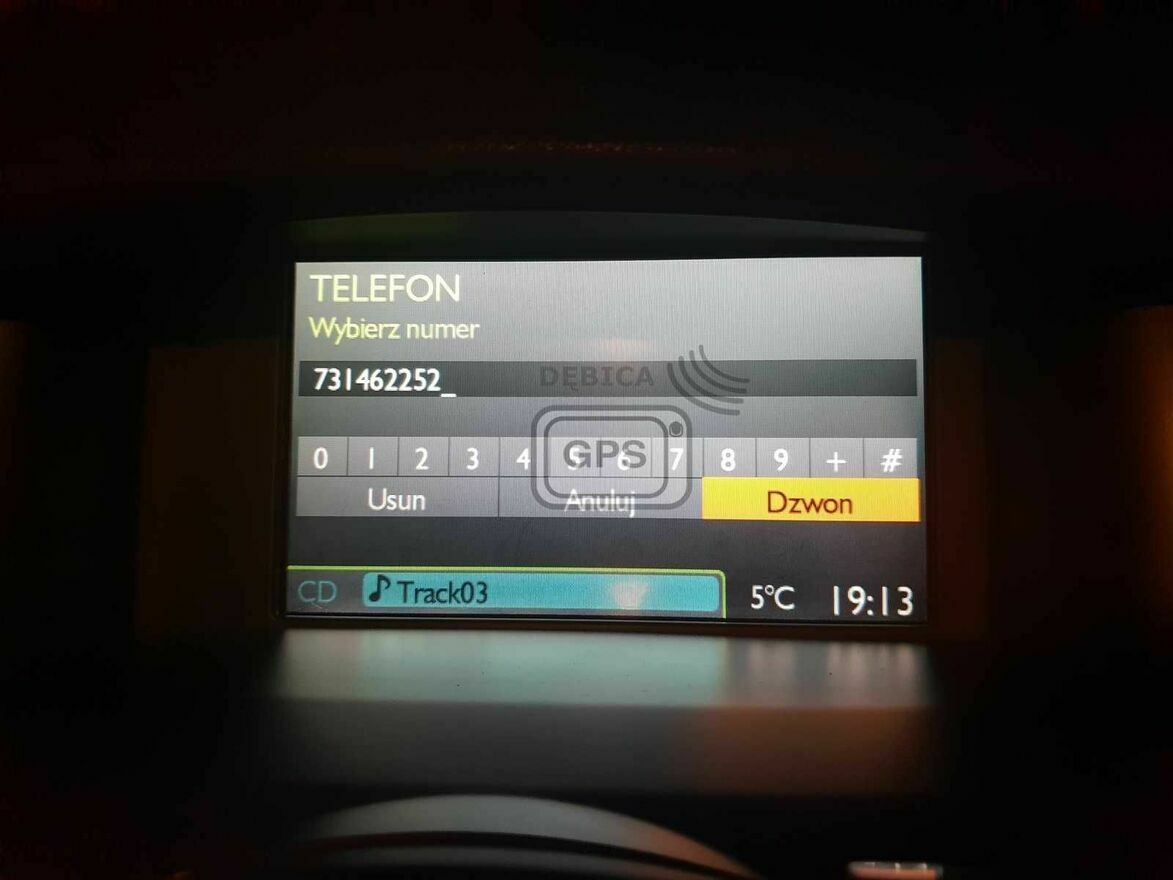 TELEFON
Wybierz numer
731462252_
DĘBICA
GPS
0 1 2 3 4 5 6 7 8 9 + #
Usun Anuluj Dzwon
CD Track03 5°C 19:13